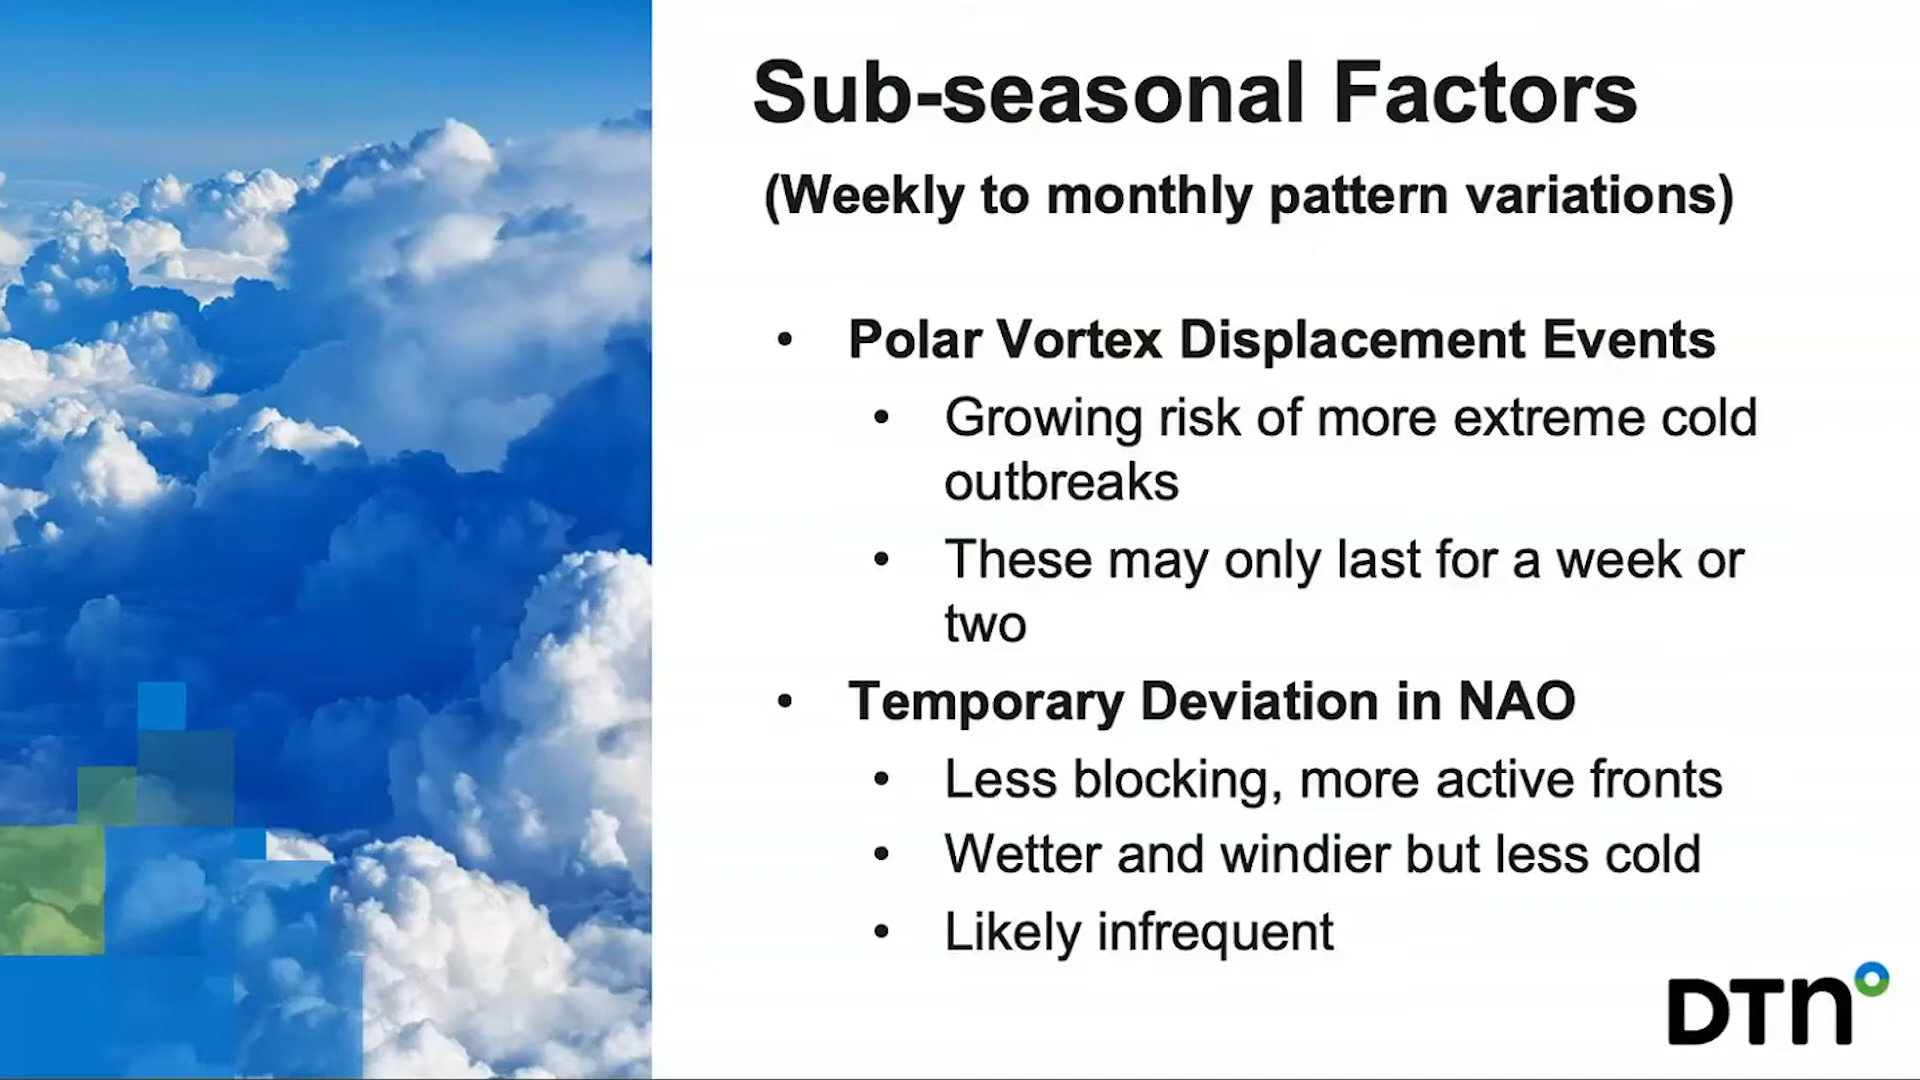 Sub-seasonal Factors
(Weekly to monthly pattern variations)
• Polar Vortex Displacement Events
• Growing risk of more extreme cold
outbreaks
• These may only last for a week or
two
• Temporary Deviation in NAO
• Less blocking, more active fronts
• Wetter and windier but less cold
• Likely infrequent
DTN